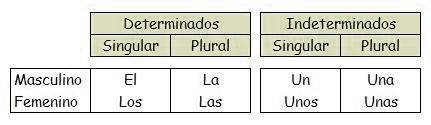 Determinados Indeterminados
Singular Plural Singular Plural
Masculino El La Un Una
Femenino Los Las Unos Unas